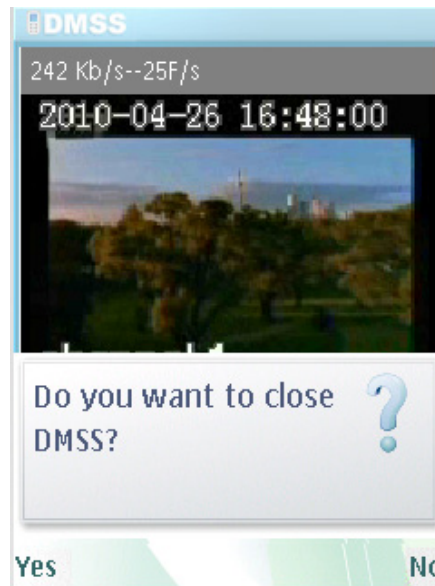 DMSS
242 Kb/s--25F/s
2010-04-26 16:48:00
Do you want to close
DMSS?
Yes